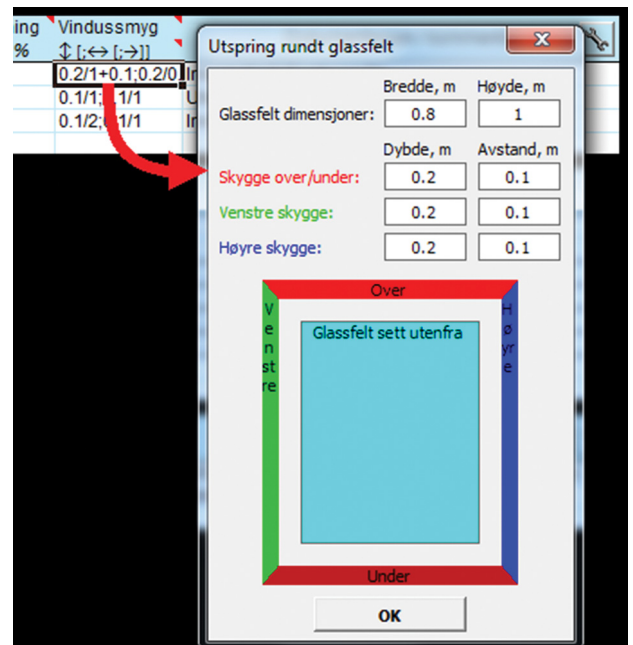 ing Vindussmyg
% ↕ [;↔ [;→]]
0.2/1+0.1;0.2/0
0.1/1; 1/1
0.1/2; 1/1
Utspring rundt glassfelt
Bredde, m Høyde, m
Glassfelt dimensjoner: 0.8 1
Dybde, m Avstand, m
Skygge over/under: 0.2 0.1
Venstre skygge: 0.2 0.1
Høyre skygge: 0.2 0.1
Over
Venstre
Høyre
Glassfelt sett utenfra
Under
OK